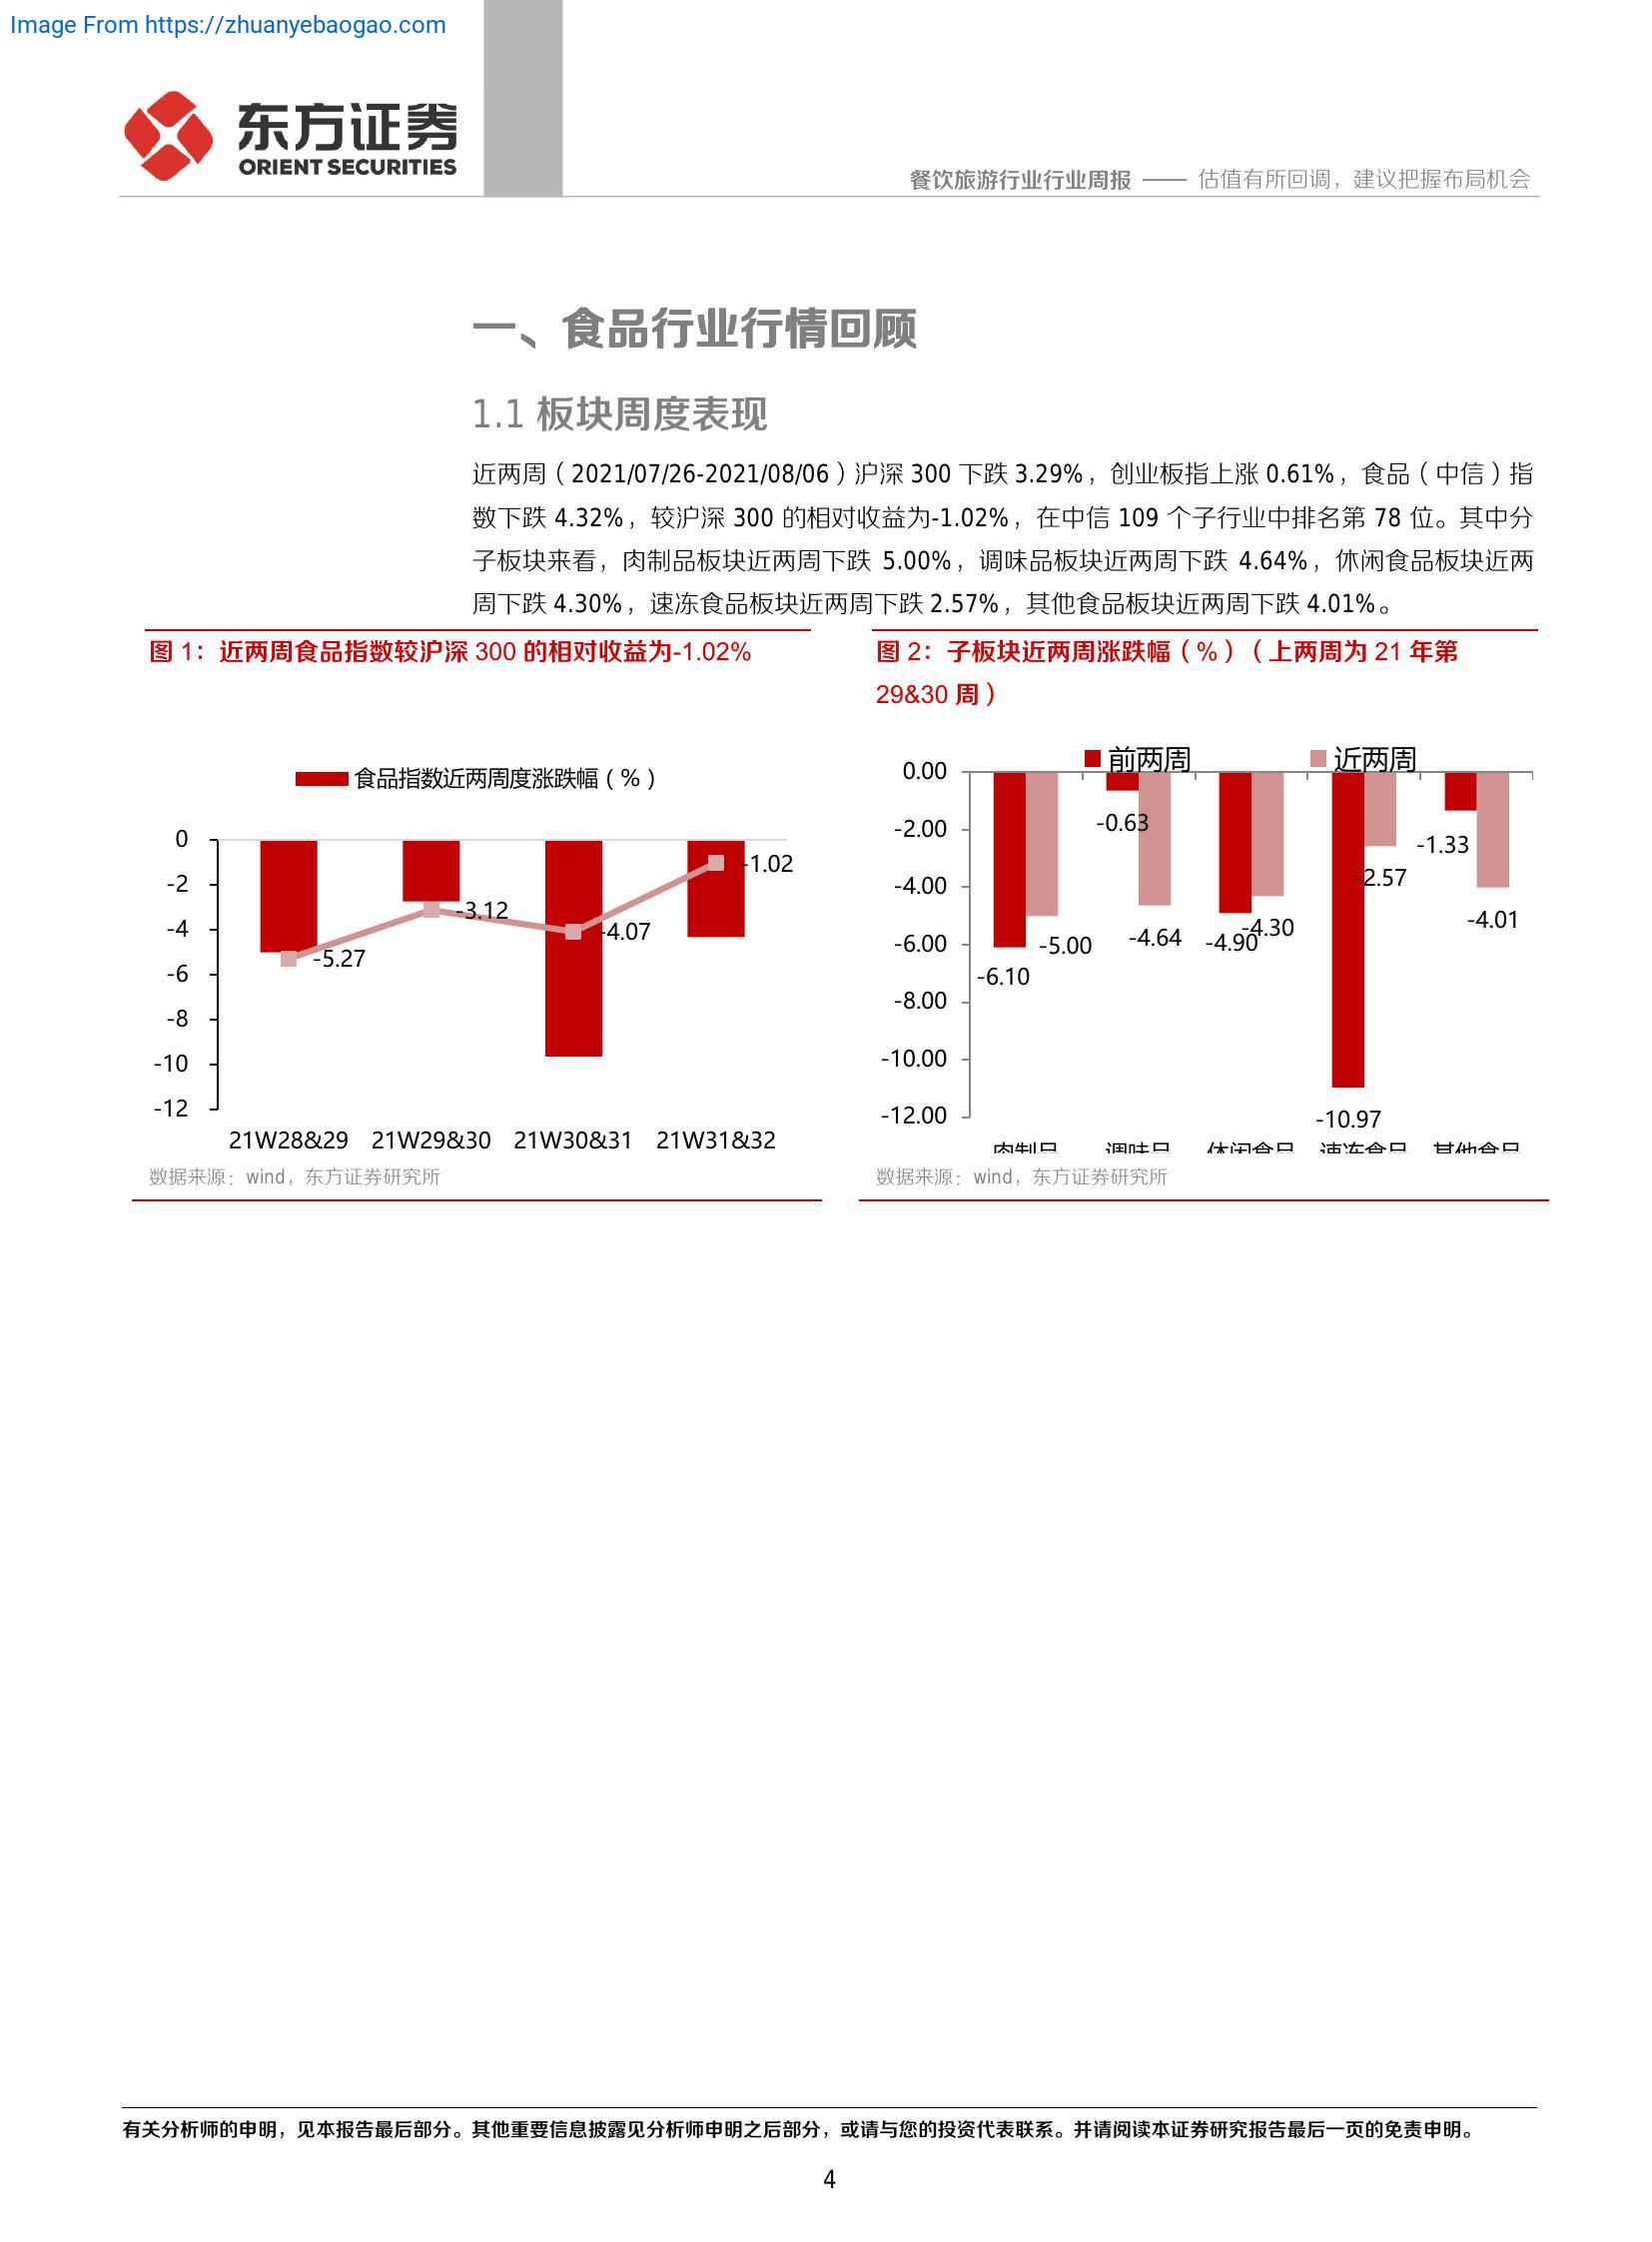 Image From https://zhuanyebaogao.com
东方证券
ORIENT SECURITIES
餐饮旅游行业行业周报 —— 估值有所回调，建议把握布局机会
一、食品行业行情回顾
1.1 板块周度表现
近两周（2021/07/26-2021/08/06）沪深 300 下跌 3.29%，创业板指上涨 0.61%，食品（中信）指
数下跌 4.32%，较沪深 300 的相对收益为-1.02%，在中信 109 个子行业中排名第 78 位。其中分
子板块来看，肉制品板块近两周下跌 5.00%，调味品板块近两周下跌 4.64%，休闲食品板块近两
周下跌 4.30%，速冻食品板块近两周下跌 2.57%，其他食品板块近两周下跌 4.01%。
图 1：近两周食品指数较沪深 300 的相对收益为-1.02%
食品指数近两周度涨跌幅（%）
0
-2
-4
-6
-8
-10
-12
-5.27
-3.12
-4.07
-1.02
21W28&29 21W29&30 21W30&31 21W31&32
数据来源：wind，东方证券研究所
图 2：子板块近两周涨跌幅（%）（上两周为 21 年第
29&30 周）
前两周 近两周
0.00
-2.00
-4.00
-6.00
-8.00
-10.00
-12.00
-6.10
-5.00
-0.63
-4.64
-4.90
-4.30
-10.97
-2.57
-1.33
-4.01
肉制品 调味品 休闲食品 速冻食品 其他食品
数据来源：wind，东方证券研究所
有关分析师的申明，见本报告最后部分。其他重要信息披露见分析师申明之后部分，或请与您的投资代表联系。并请阅读本证券研究报告最后一页的免责申明。
4